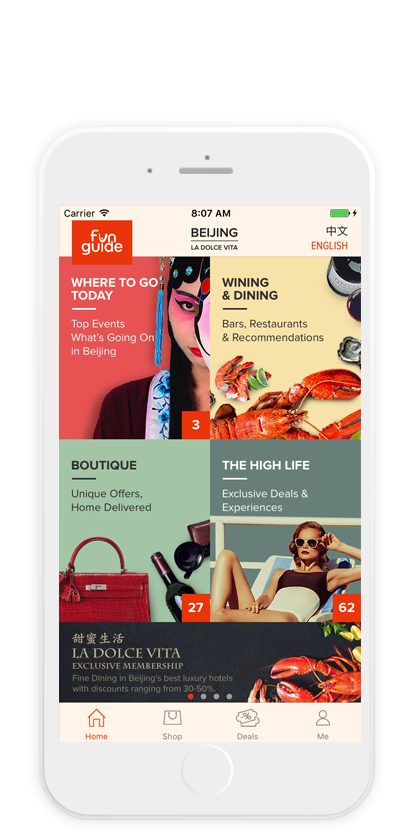 Carrier
8:07 AM
fun
guide
BEIJING
LA DOLCE VITA
中文
ENGLISH
WHERE TO GO
TODAY
Top Events
What's Going On
in Beijing
3
WINING
& DINING
Bars, Restaurants
& Recommendations
BOUTIQUE
Unique Offers,
Home Delivered
27
THE HIGH LIFE
Exclusive Deals &
Experiences
62
甜蜜生活
LA DOLCE VITA
EXCLUSIVE MEMBERSHIP
Fine Dining in Beijing's best luxury hotels
with discounts ranging from 30-50%.
Home
Shop
%
Deals
Me